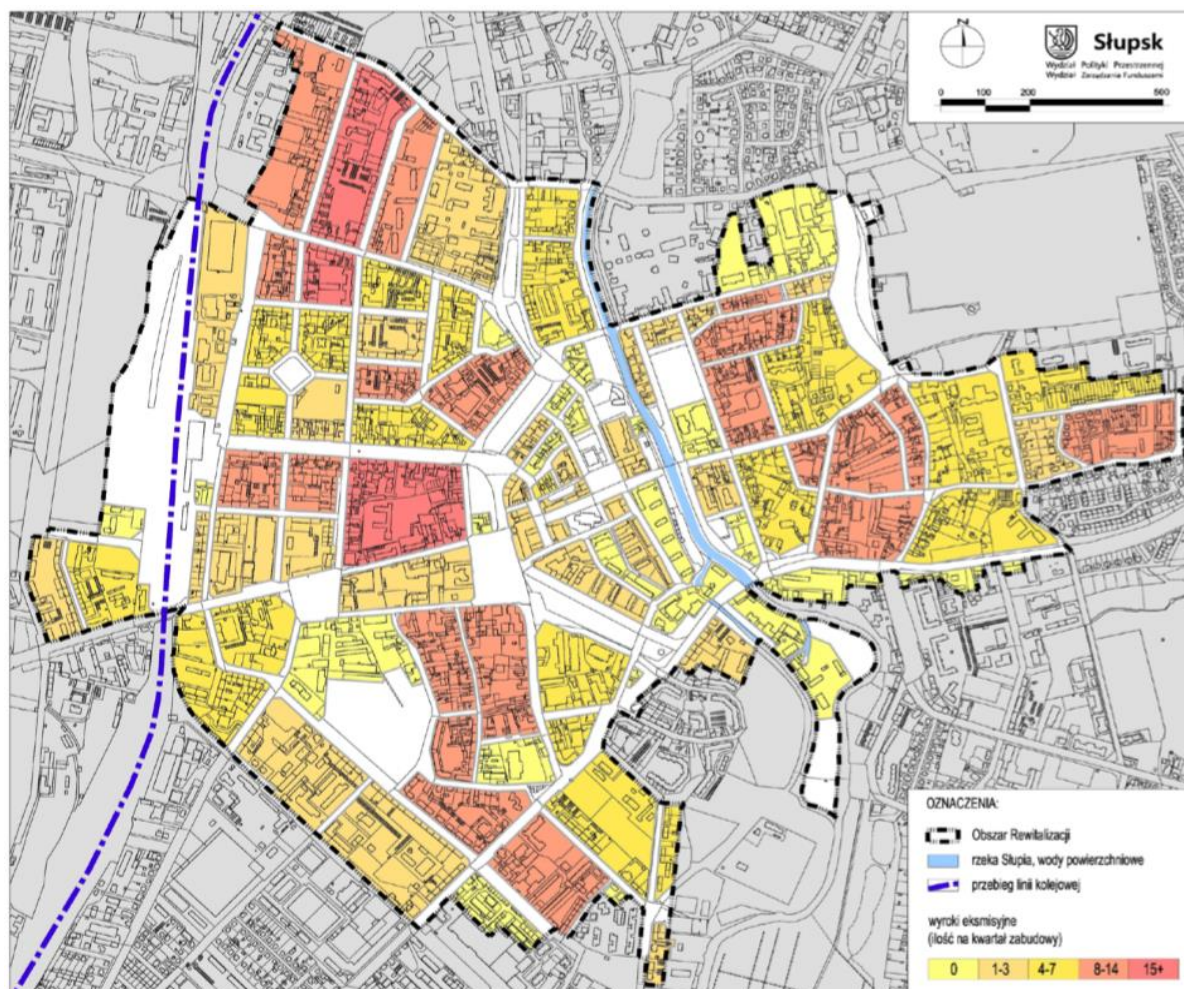 N
Słupsk
Wydział Polityki Przestrzennej
Wydział Zarządzania Funduszami
0 100 200 500
OZNACZENIA:
Obszar Rewitalizacji
rzeka Słupia, wody powierzchniowe
przebieg linii kolejowej
wyroki eksmisyjne
(ilość na kwartał zabudowy)
0 1-3 4-7 8-14 15+